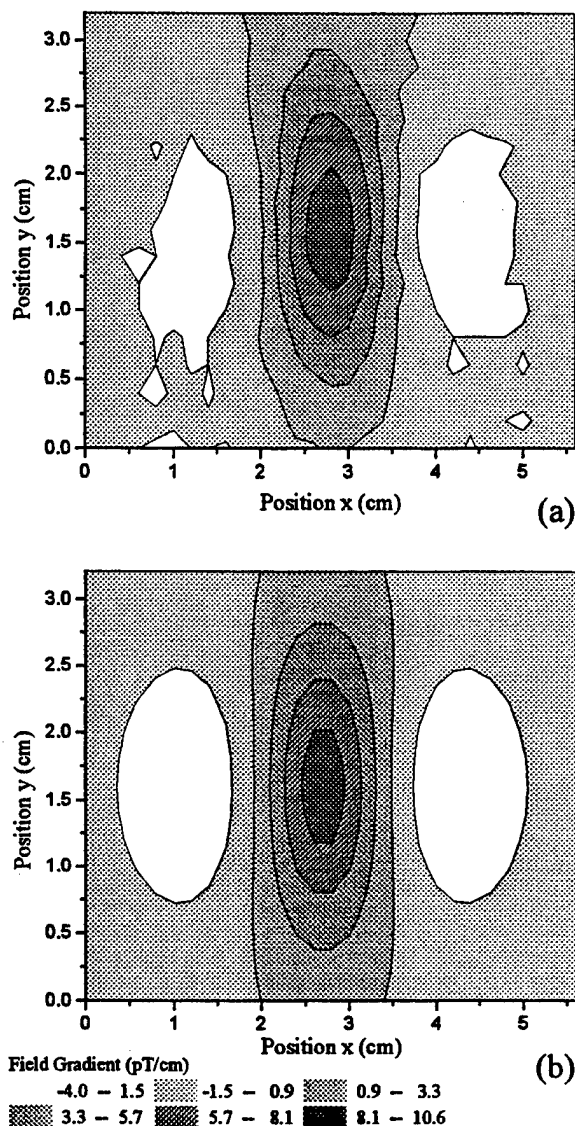 3.0
2.5
2.0
1.5
1.0
0.5
0.0
Position y (cm)
0 1 2 3 4 5
Position x (cm)
(a)
3.0
2.5
2.0
1.5
1.0
0.5
0.0
Position y (cm)
0 1 2 3 4 5
Position x (cm)
(b)
Field Gradient (pT/cm)
-4.0 – 1.5 -1.5 – 0.9 0.9 – 3.3
3.3 – 5.7 5.7 – 8.1 8.1 – 10.6